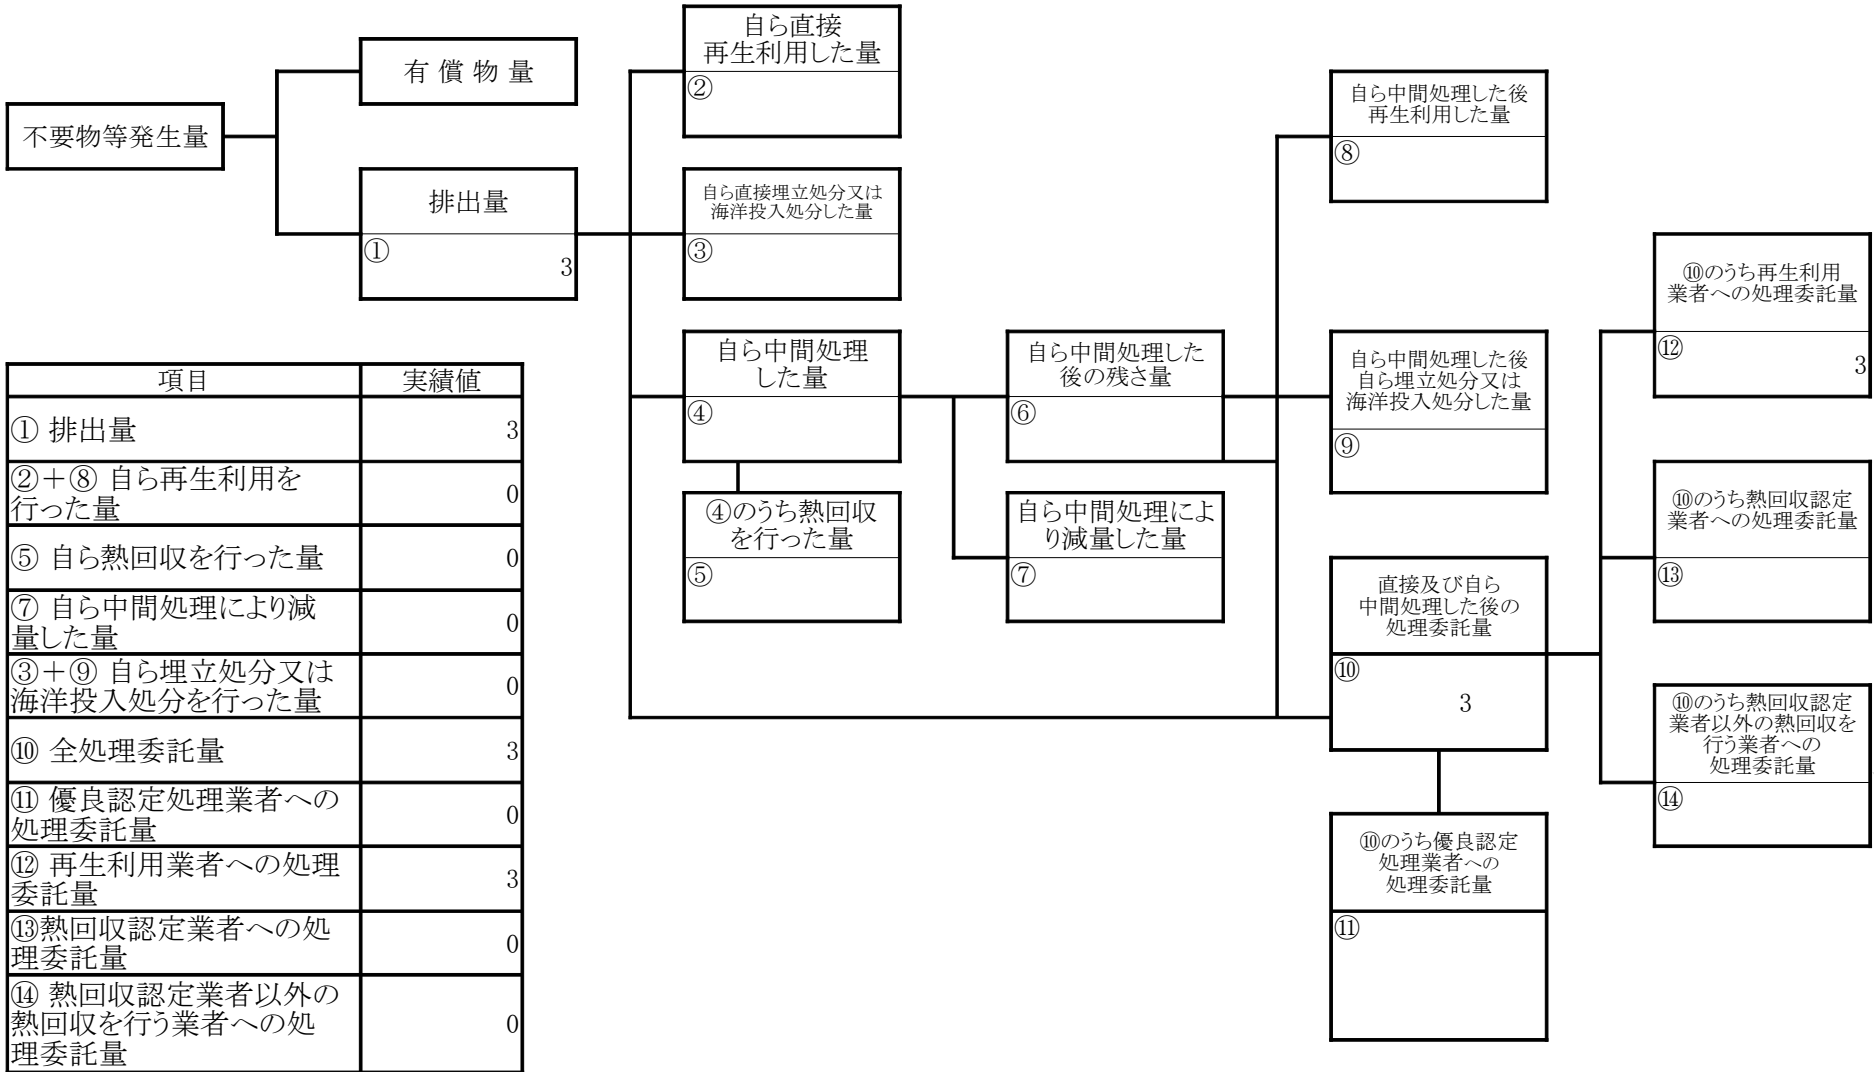 不要物等発生量
有 償 物 量
排出量
①
3
自ら直接
再生利用した量
②
自ら直接埋立処分又は
海洋投入処分した量
③
自ら中間処理
した量
④
④のうち熱回収
を行った量
⑤
自ら中間処理した
後の残さ量
⑥
自ら中間処理によ
り減量した量
⑦
自ら中間処理した後
再生利用した量
⑧
自ら中間処理した後
自ら埋立処分又は
海洋投入処分した量
⑨
直接及び自ら
中間処理した後の
処理委託量
⑩
3
⑩のうち優良認定
処理業者への
処理委託量
⑪
⑩のうち再生利用
業者への処理委託量
⑫
3
⑩のうち熱回収認定
業者への処理委託量
⑬
⑩のうち熱回収認定
業者以外の熱回収を
行う業者への
処理委託量
⑭
項目 実績値
① 排出量 3
②＋⑧ 自ら再生利用を
行った量 0
⑤ 自ら熱回収を行った量 0
⑦ 自ら中間処理により減
量した量 0
③＋⑨ 自ら埋立処分又は
海洋投入処分を行った量 0
⑩ 全処理委託量 3
⑪ 優良認定処理業者への
処理委託量 0
⑫ 再生利用業者への処理
委託量 3
⑬熱回収認定業者への処
理委託量 0
⑭ 熱回収認定業者以外の
熱回収を行う業者への処
理委託量 0